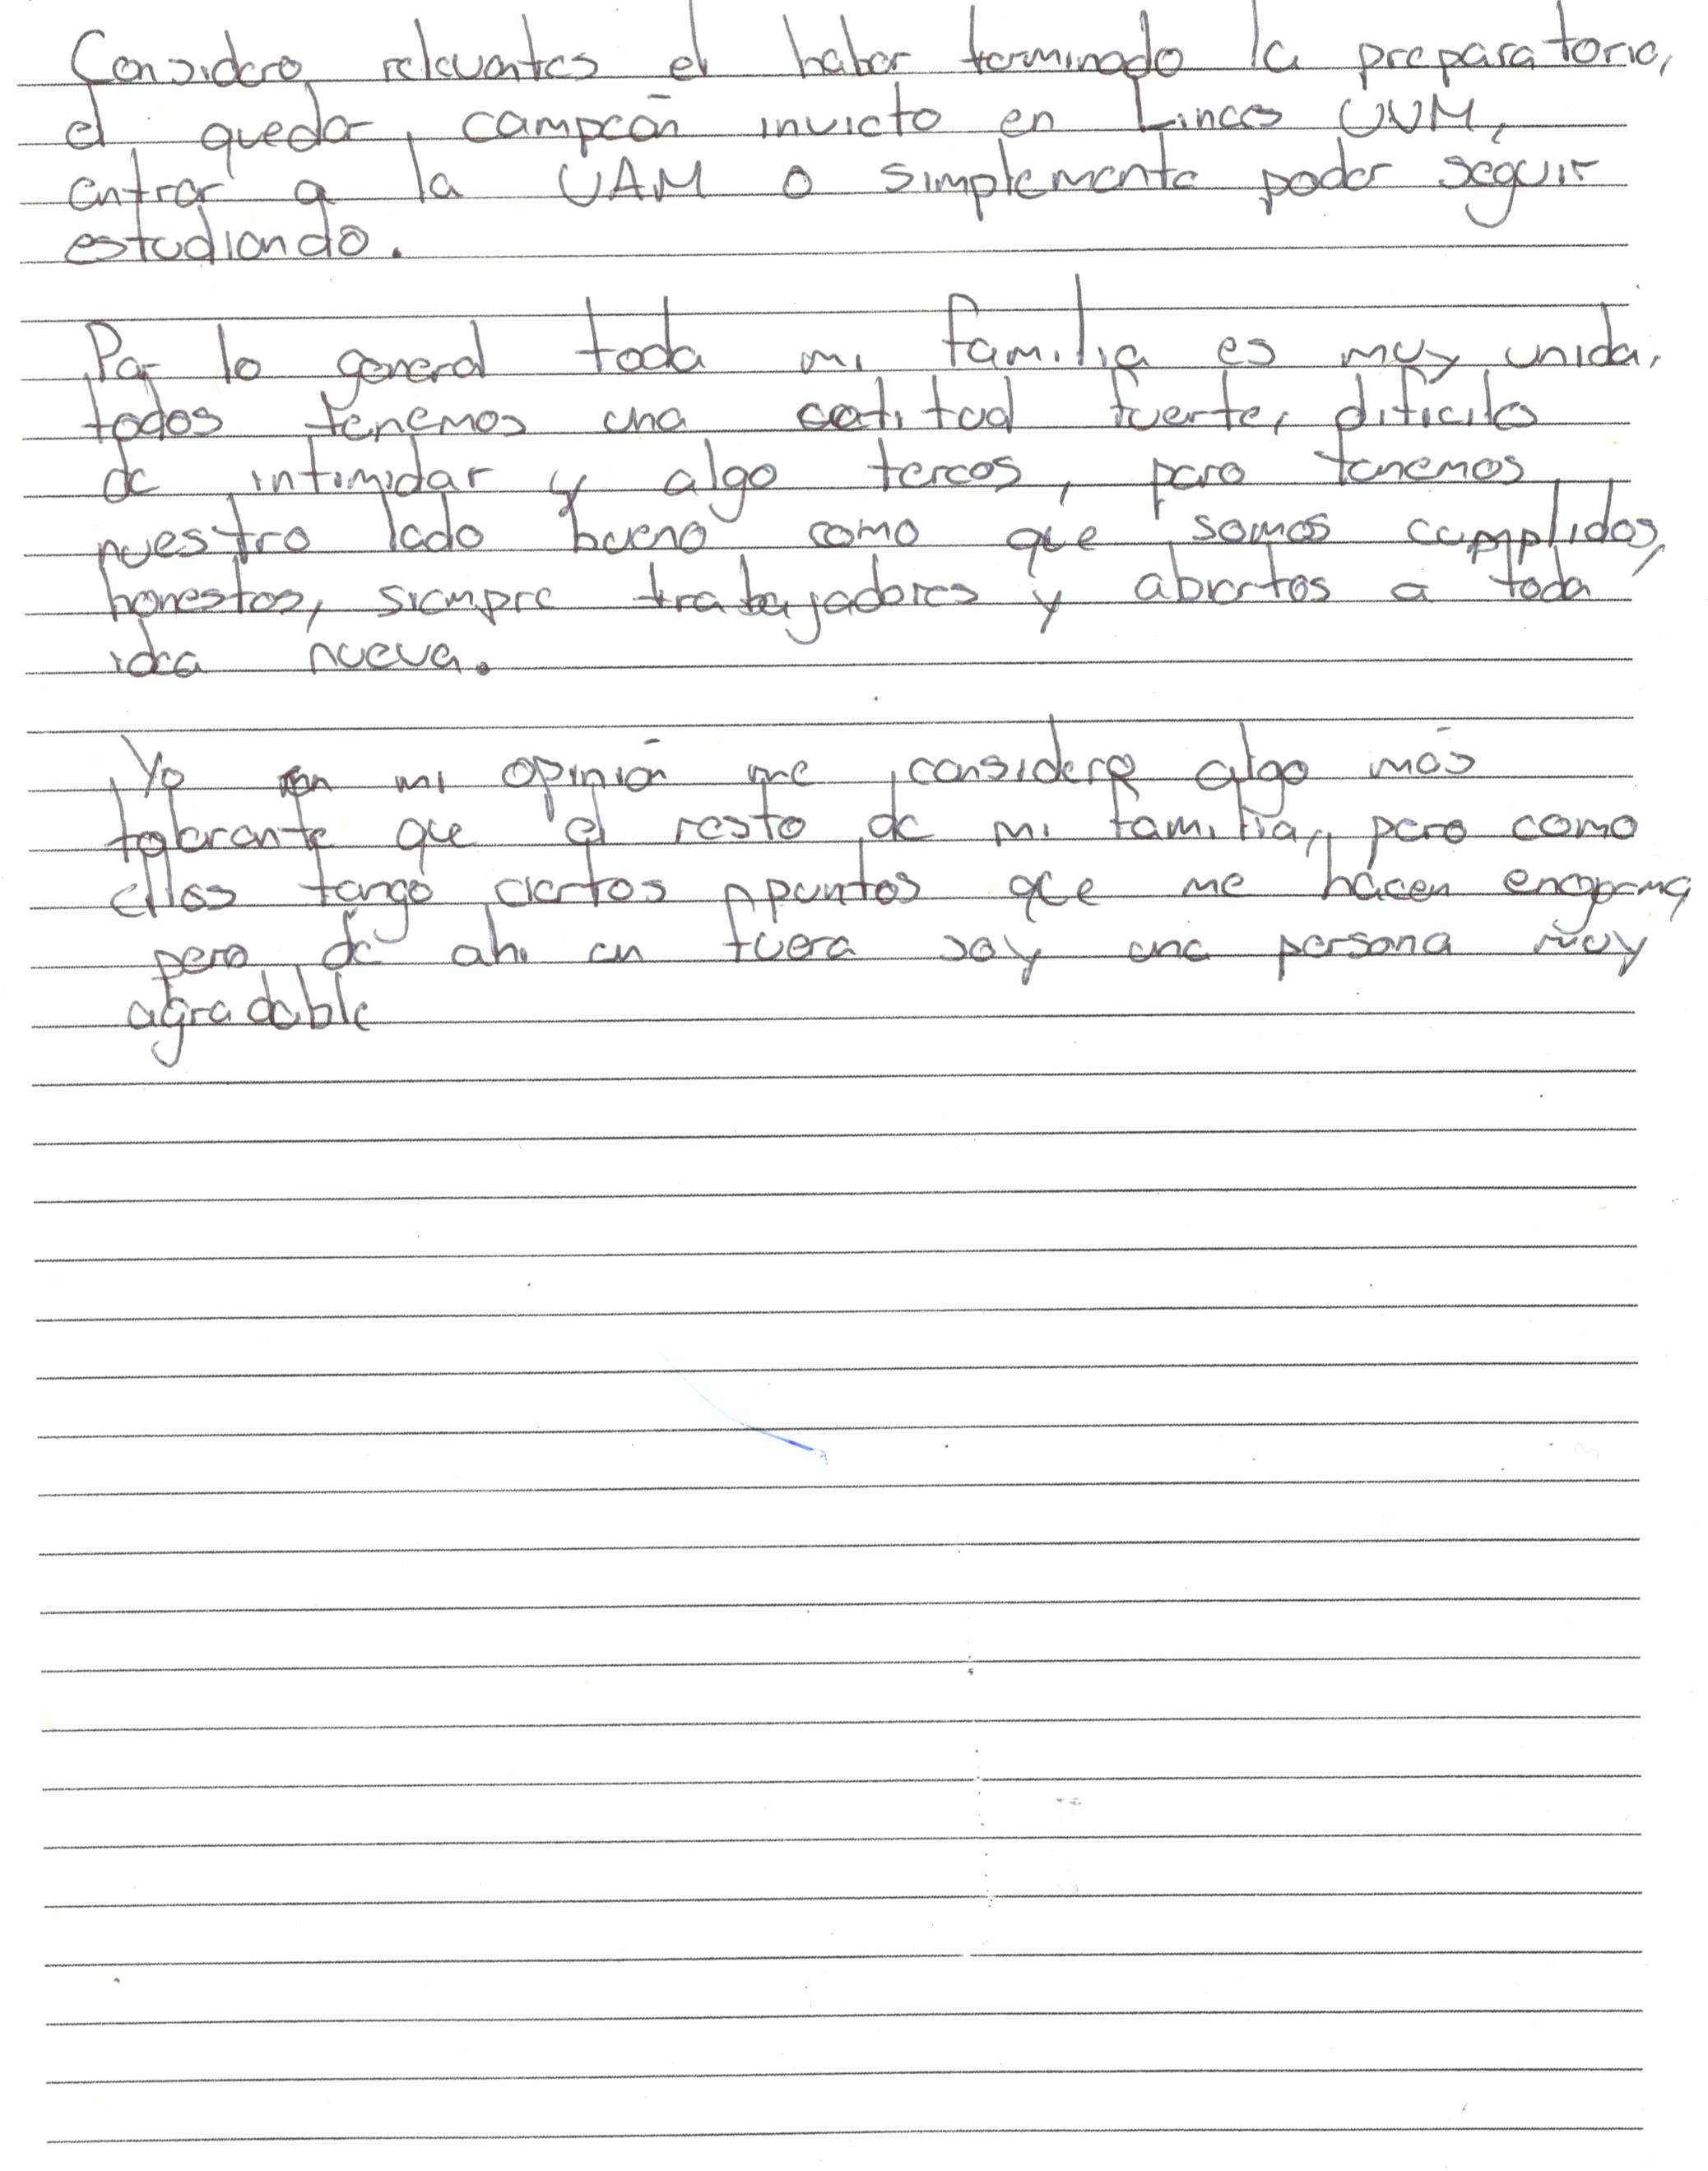 Considero relevantes el haber terminado la preparatoria,
el quedar campeón invicto en Linces UVM,
entrar a la UAM o simplemente poder seguir
estudiando.
Por lo general toda mi familia es muy unida,
todos tenemos una actitud fuerte, dificiles
de intimidar y algo tercos, pero tenemos
nuestro lado bueno como que somos cumplidos,
honestos, siempre trabajadores y abiertos a toda
idea nueva.
Yo en mi opinión me considero algo más
tolerante que el resto de mi familia, pero como
ellos tengo ciertos puntos que me hacen
pero de ahi en fuera soy una persona muy
agradable